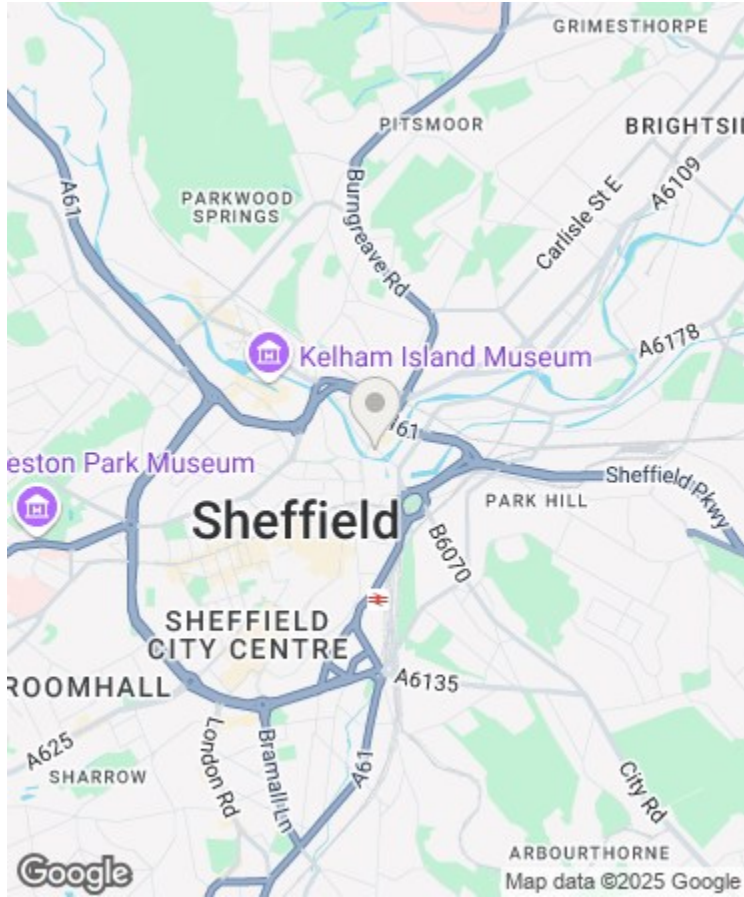 GRIMESTHORPE
PITSMOOR
BRIGHTSI
A61
PARKWOOD
SPRINGS
Burngreave Rd
Carlisle St E
A6109
Kelham Island Museum
A6178
A61
eston Park Museum
Sheffield Pkwy
PARK HILL
Sheffield
B6070
SHEFFIELD
CITY CENTRE
ROOMHALL
A6135
A625
SHARROW
London Rd
Bramall Ln
A61
City Rd
ARBOURTHORNE
Google
Map data ©2025 Google